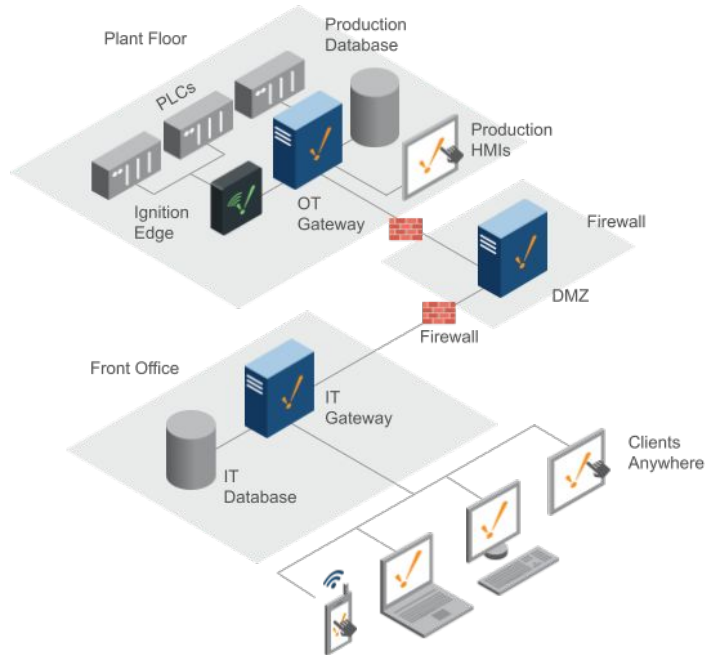 Plant Floor
Production
Database
PLCs
Production
HMIs
Ignition
Edge
OT
Gateway
Firewall
DMZ
Firewall
Front Office
IT
Gateway
IT
Database
Clients
Anywhere